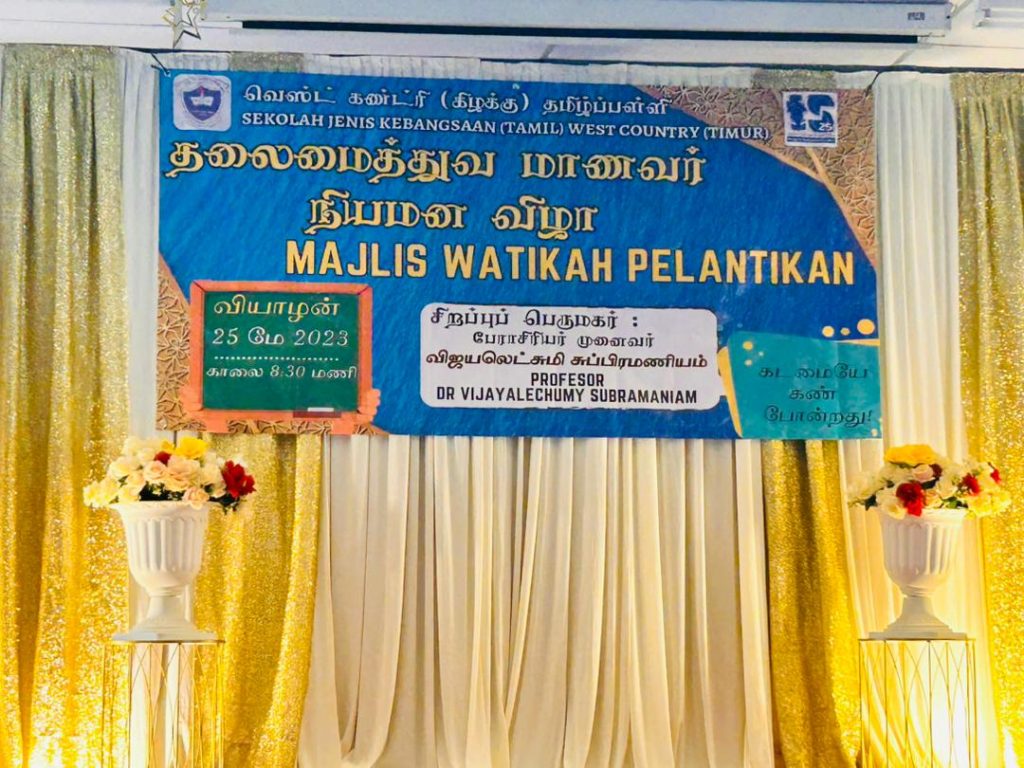 வெஸ்ட் கண்ட்ரி (கிழக்கு) தமிழ்ப்பள்ளி
SEKOLAH JENIS KEBANGSAAN (TAMIL) WEST COUNTRY (TIMUR)
தலைமைத்துவ மாணவர்
நியமன விழா
MAJLIS WATIKAH PELANTIKAN
வியாழன்
25 மே 2023
காலை 8:30 மணி
சிறப்புப் பெருமகர் :
பேராசிரியர் முனைவர்
விஜயலெட்சுமி சுப்பிரமணியம்
PROFESOR
DR VIJAYALECHUMY SUBRAMANIAM
கடமையே
கண்
போன்றது!
25